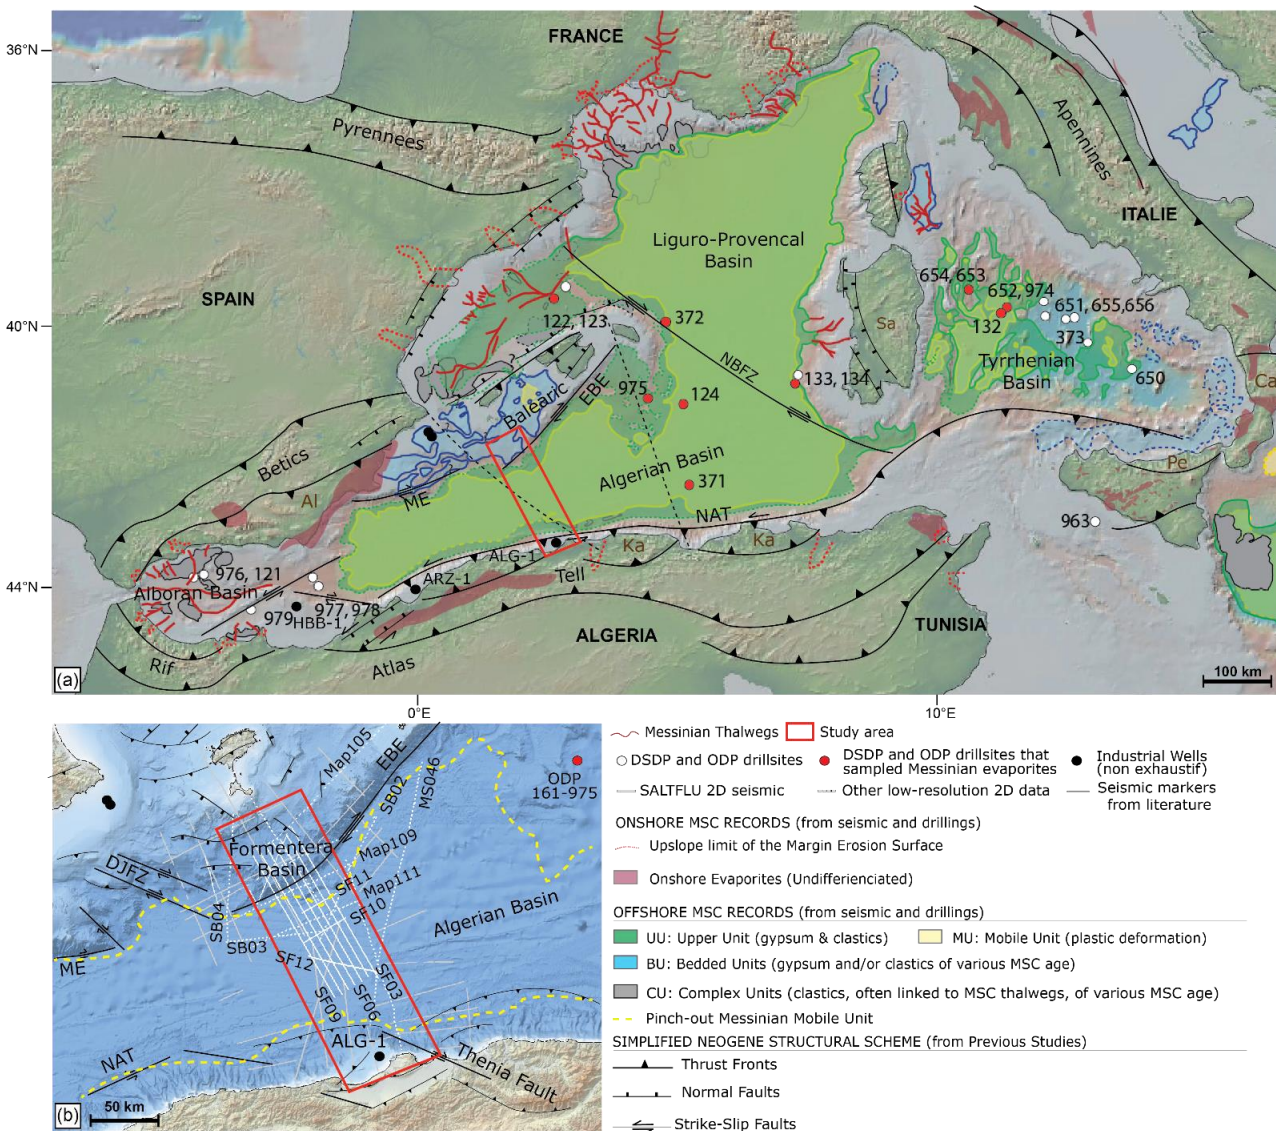 36°N
FRANCE
Pyrennees
Apennines
ITALIE
Liguro-Provencal
Basin
SPAIN
654, 653
652, 974
651, 655, 656
40°N
122, 123
372
132
373
Sa
Tyrrhenian
Basin
NBFZ
650
133, 134
Ca
975
124
Balearic
EBE
Betics
Algerian Basin
Pe
Al
ME
371
NAT
963
ALG-1
Ka
Ka
976, 121
Tell
44°N
Alboran Basin
ARZ-1
977, 978
979
HBB-1
ALGERIA
TUNISIA
Rif
Atlas
(a)
100 km
0°E
10°E
Map105
EBE
SB02
MS046
ODP
161-975
Formentera
Basin
Map109
DJFZ
SF11
Map111
SF10
SB04
Algerian Basin
SB03
SF12
ME
SF03
SF09
SF06
ALG-1
NAT
Thenia Fault
(b)
50 km
Messinian Thalwegs
Study area
DSDP and ODP drillsites
DSDP and ODP drillsites that
sampled Messinian evaporites
Industrial Wells
(non exhaustif)
SALTFLU 2D seismic
Other low-resolution 2D data
Seismic markers
from literature
ONSHORE MSC RECORDS (from seismic and drillings)
Upslope limit of the Margin Erosion Surface
Onshore Evaporites (Undifferienciated)
OFFSHORE MSC RECORDS (from seismic and drillings)
UU: Upper Unit (gypsum & clastics)
MU: Mobile Unit (plastic deformation)
BU: Bedded Units (gypsum and/or clastics of various MSC age)
CU: Complex Units (clastics, often linked to MSC thalwegs, of various MSC age)
Pinch-out Messinian Mobile Unit
SIMPLIFIED NEOGENE STRUCTURAL SCHEME (from Previous Studies)
Thrust Fronts
Normal Faults
Strike-Slip Faults